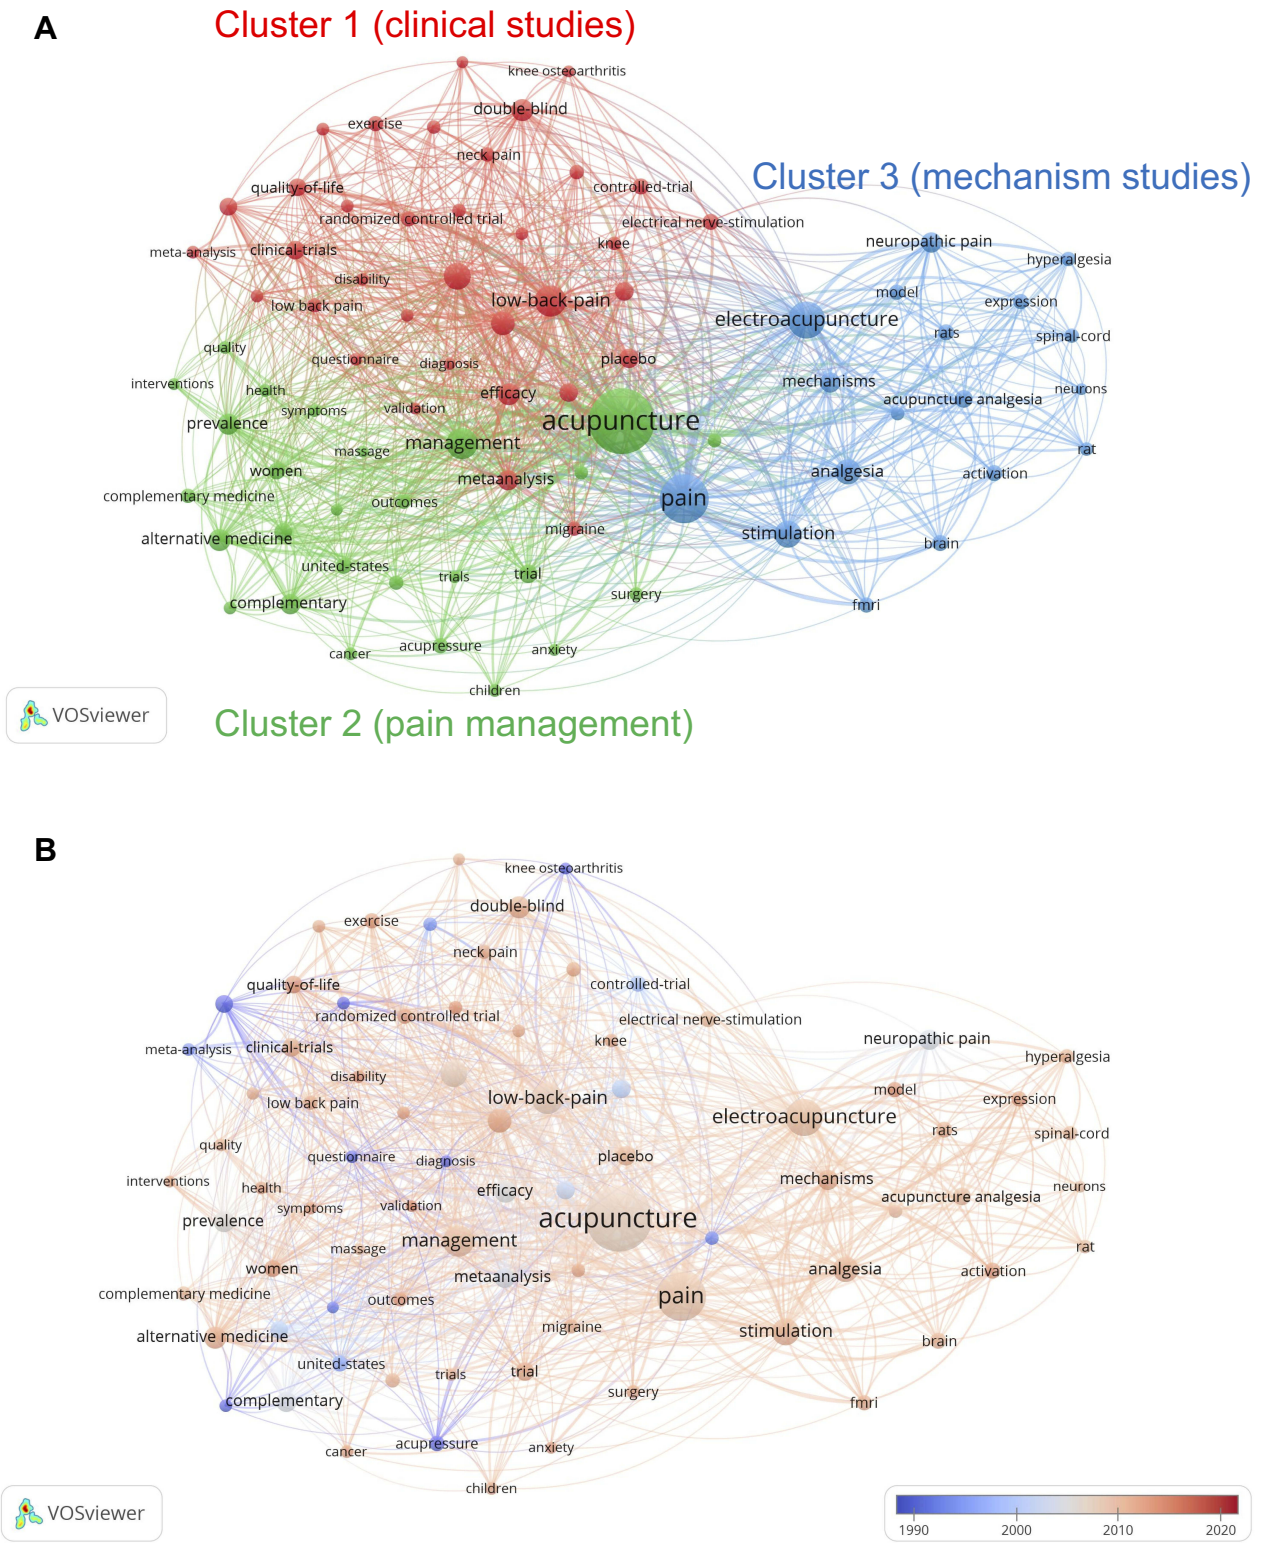 A
Cluster 1 (clinical studies)
knee osteoarthritis
double-blind
exercise
neck pain
Cluster 3 (mechanism studies)
quality-of-life
controlled-trial
randomized controlled trial
electrical nerve-stimulation
meta-analysis
clinical-trials
knee
neuropathic pain
hyperalgesia
disability
model
low back pain
low-back-pain
expression
electroacupuncture
rats
spinal-cord
quality
questionnaire
diagnosis
placebo
interventions
health
efficacy
mechanisms
neurons
symptoms
validation
acupuncture analgesia
prevalence
acupuncture
management
massage
rat
women
metaanalysis
analgesia
activation
complementary medicine
outcomes
pain
alternative medicine
migraine
stimulation
brain
united-states
trials
trial
complementary
surgery
fmri
cancer
acupressure
anxiety
children
VOSviewer
Cluster 2 (pain management)
B
knee osteoarthritis
double-blind
exercise
neck pain
quality-of-life
controlled-trial
randomized controlled trial
electrical nerve-stimulation
meta-analysis
clinical-trials
knee
neuropathic pain
hyperalgesia
disability
model
low back pain
low-back-pain
expression
electroacupuncture
rats
spinal-cord
quality
questionnaire
diagnosis
placebo
interventions
health
efficacy
mechanisms
neurons
symptoms
validation
acupuncture analgesia
prevalence
acupuncture
management
massage
rat
women
metaanalysis
analgesia
activation
complementary medicine
outcomes
pain
alternative medicine
migraine
stimulation
brain
united-states
trials
trial
complementary
surgery
fmri
cancer
acupressure
anxiety
children
VOSviewer
1990 2000 2010 2020